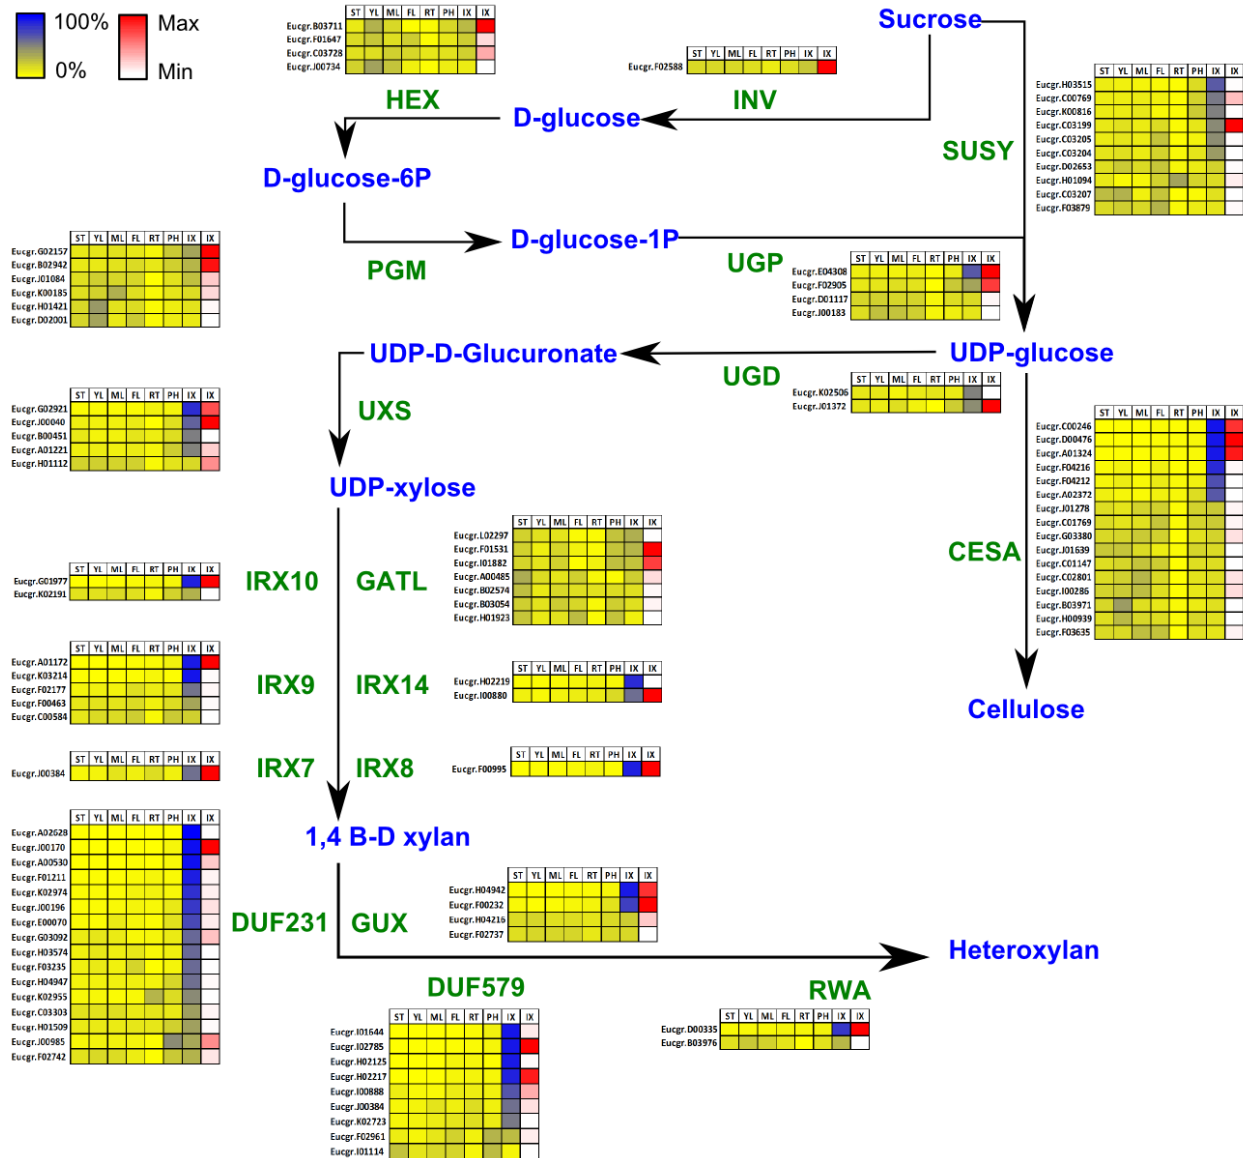 100%
0%
Max
Min
ST YL ML FL RT PH IX IX
Eucgr.B03711
Eucgr.F01647
Eucgr.C03728
Eucgr.J00734
HEX
ST YL ML FL RT PH IX IX
Eucgr.F02588
INV
Sucrose
D-glucose
SUSY
ST YL ML FL RT PH IX IX
Eucgr.H03515
Eucgr.C00769
Eucgr.K00816
Eucgr.C03199
Eucgr.C03205
Eucgr.C03204
Eucgr.D02653
Eucgr.H01094
Eucgr.C03207
Eucgr.F03879
D-glucose-6P
D-glucose-1P
PGM
ST YL ML FL RT PH IX IX
Eucgr.G02157
Eucgr.B02942
Eucgr.J01084
Eucgr.K00185
Eucgr.H01421
Eucgr.D02001
UGP
ST YL ML FL RT PH IX IX
Eucgr.E04308
Eucgr.F02905
Eucgr.D01117
Eucgr.J00183
UDP-D-Glucuronate
UDP-glucose
UGD
ST YL ML FL RT PH IX IX
Eucgr.K02506
Eucgr.J01372
UXS
ST YL ML FL RT PH IX IX
Eucgr.G02921
Eucgr.J00040
Eucgr.B00451
Eucgr.A01221
Eucgr.H01112
UDP-xylose
CESA
ST YL ML FL RT PH IX IX
Eucgr.C00246
Eucgr.D00476
Eucgr.A01324
Eucgr.F04216
Eucgr.F04212
Eucgr.A02372
Eucgr.J01278
Eucgr.C01769
Eucgr.G03380
Eucgr.J01639
Eucgr.C01147
Eucgr.C02801
Eucgr.I00286
Eucgr.B03971
Eucgr.H00939
Eucgr.F03635
Cellulose
ST YL ML FL RT PH IX IX
Eucgr.G01977
Eucgr.K02191
IRX10
GATL
ST YL ML FL RT PH IX IX
Eucgr.L02297
Eucgr.F01531
Eucgr.I01882
Eucgr.A00485
Eucgr.B02574
Eucgr.B03054
Eucgr.H01923
ST YL ML FL RT PH IX IX
Eucgr.A01172
Eucgr.K03214
Eucgr.F02177
Eucgr.F00463
Eucgr.C00584
IRX9
IRX14
ST YL ML FL RT PH IX IX
Eucgr.H02219
Eucgr.I00880
ST YL ML FL RT PH IX IX
Eucgr.J00384
IRX7
IRX8
ST YL ML FL RT PH IX IX
Eucgr.F00995
1,4 B-D xylan
ST YL ML FL RT PH IX IX
Eucgr.A02628
Eucgr.J00170
Eucgr.A00530
Eucgr.F01211
Eucgr.K02974
Eucgr.J00196
Eucgr.E00070
Eucgr.G03092
Eucgr.H03574
Eucgr.F03235
Eucgr.H04947
Eucgr.K02955
Eucgr.C03303
Eucgr.H01509
Eucgr.J00985
Eucgr.F02742
DUF231
GUX
ST YL ML FL RT PH IX IX
Eucgr.H04942
Eucgr.F00232
Eucgr.H04216
Eucgr.F02737
Heteroxylan
DUF579
ST YL ML FL RT PH IX IX
Eucgr.I01644
Eucgr.I02785
Eucgr.H02125
Eucgr.H02217
Eucgr.I00888
Eucgr.J00384
Eucgr.K02723
Eucgr.F02961
Eucgr.I01114
RWA
ST YL ML FL RT PH IX IX
Eucgr.D00335
Eucgr.B03976